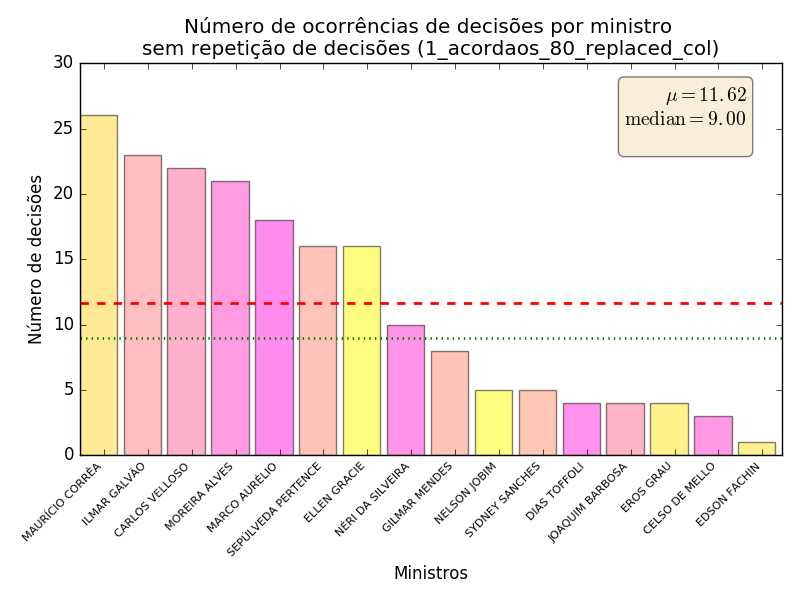 Número de ocorrências de decisões por ministro
sem repetição de decisões (1_acordaos_80_replaced_col)
μ = 11.62
median = 9.00
Número de decisões
30
25
20
15
10
5
0
MAURÍCIO CORRÊA
ILMAR GALVÃO
CARLOS VELLOSO
MOREIRA ALVES
MARCO AURÉLIO
SEPÚLVEDA PERTENCE
ELLEN GRACIE
NÉRI DA SILVEIRA
GILMAR MENDES
NELSON JOBIM
SYDNEY SANCHES
DIAS TOFFOLI
JOAQUIM BARBOSA
EROS GRAU
CELSO DE MELLO
EDSON FACHIN
Ministros